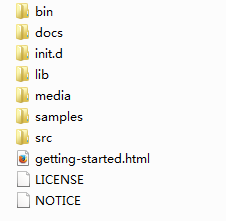 bin
docs
init.d
lib
media
samples
src
getting-started.html
LICENSE
NOTICE